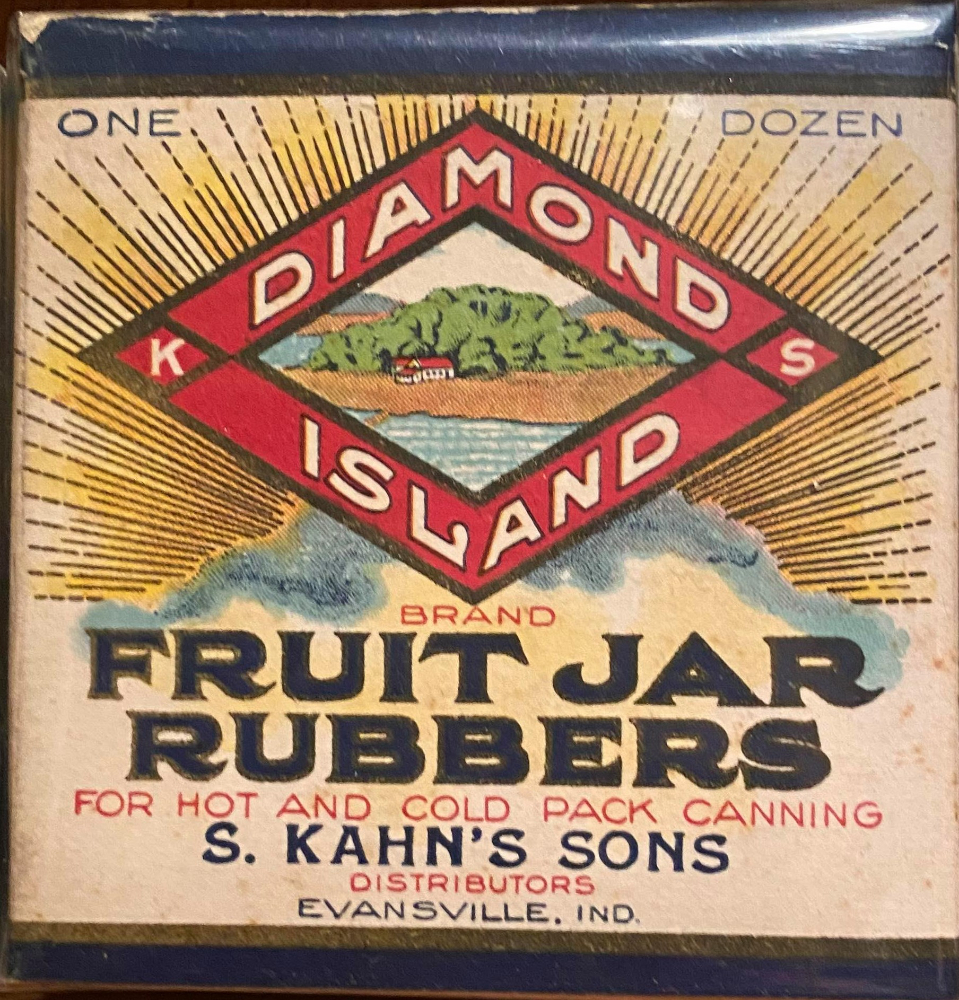 ONE DOZEN
DIAMOND
K S
ISLAND
BRAND
FRUIT JAR
RUBBERS
FOR HOT AND COLD PACK CANNING
S. KAHN'S SONS
DISTRIBUTORS
EVANSVILLE, IND.